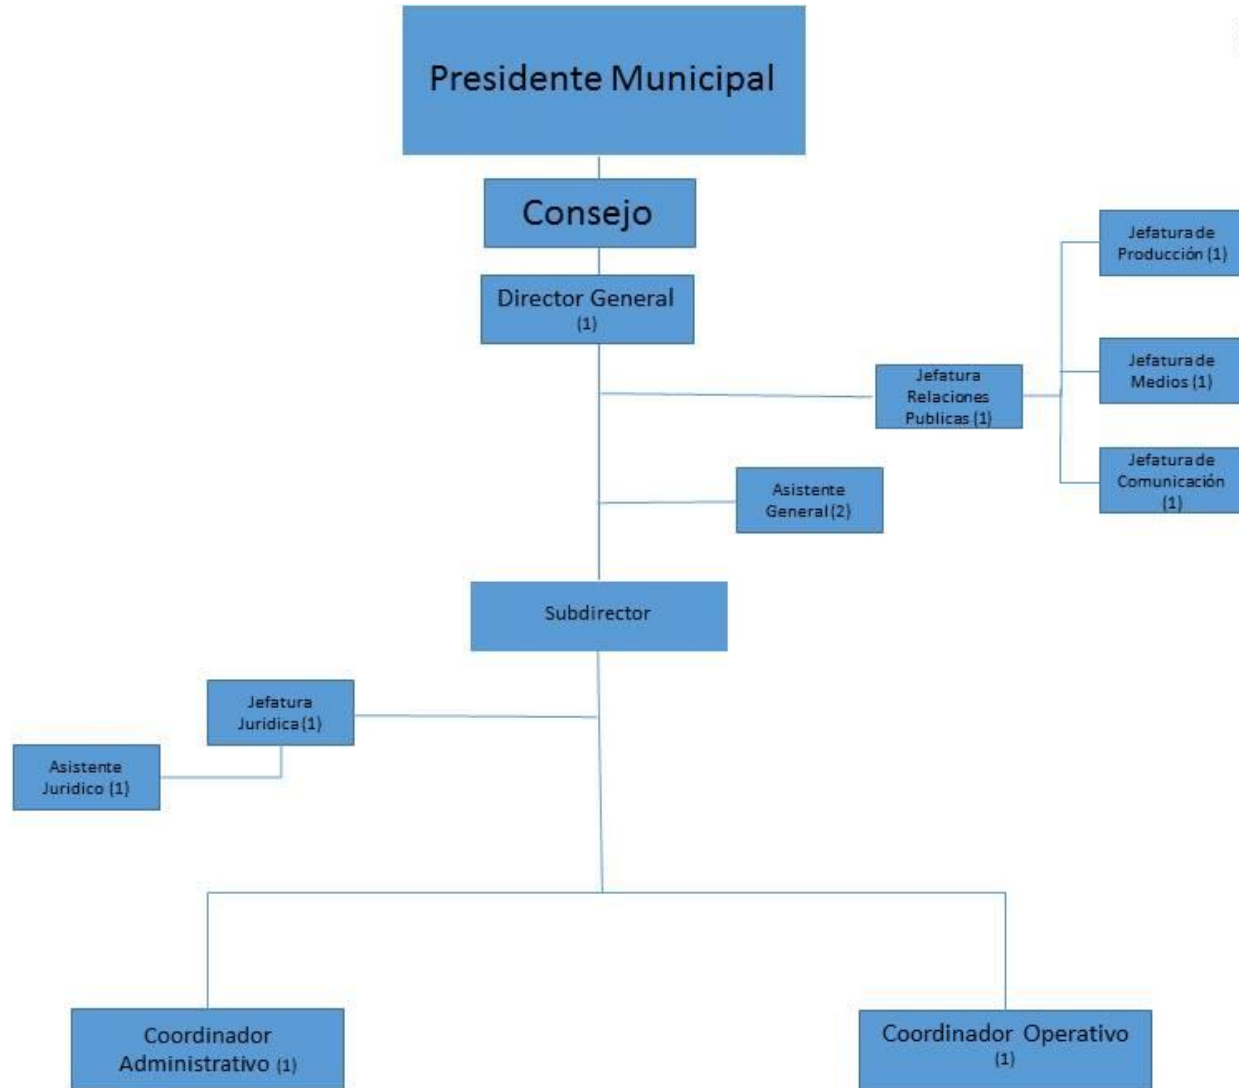 Presidente Municipal
Consejo
Director General
(1)
Jefatura de
Producción (1)
Jefatura de
Medios (1)
Jefatura
Relaciones
Publicas (1)
Jefatura de
Comunicación
(1)
Asistente
General (2)
Subdirector
Jefatura
Juridica (1)
Asistente
Juridico (1)
Coordinador
Administrativo (1)
Coordinador Operativo
(1)